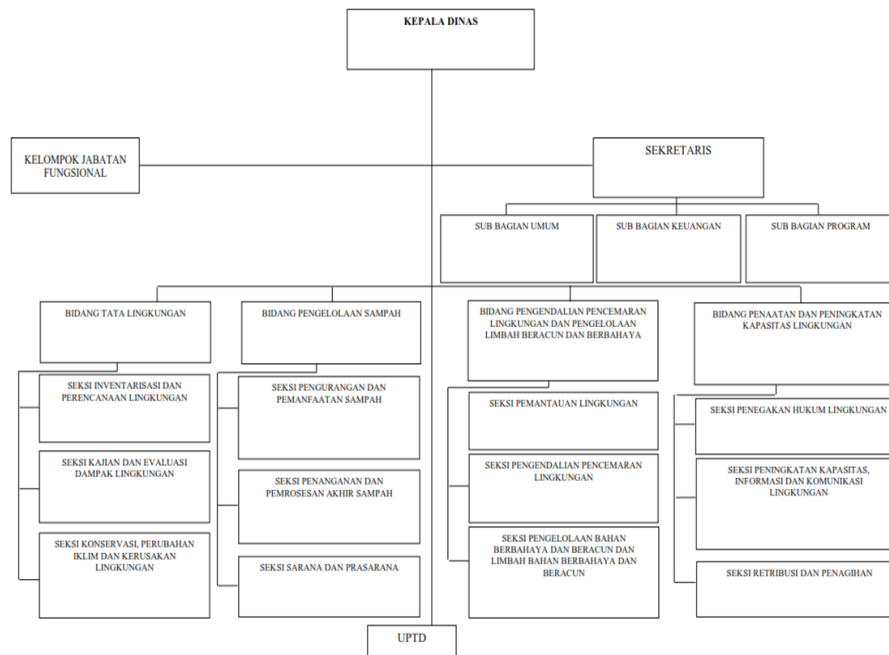 KEPALA DINAS
KELOMPOK JABATAN
FUNGSIONAL
SEKRETARIS
SUB BAGIAN UMUM
SUB BAGIAN KEUANGAN
SUB BAGIAN PROGRAM
BIDANG TATA LINGKUNGAN
SEKSI INVENTARISASI DAN
PERENCANAAN LINGKUNGAN
SEKSI KAJIAN DAN EVALUASI
DAMPAK LINGKUNGAN
SEKSI KONSERVASI, PERUBAHAN
IKLIM DAN KERUSAKAN
LINGKUNGAN
BIDANG PENGELOLAAN SAMPAH
SEKSI PENGURANGAN DAN
PEMANFAATAN SAMPAH
SEKSI PENANGANAN DAN
PEMROSESAN AKHIR SAMPAH
SEKSI SARANA DAN PRASARANA
BIDANG PENGENDALIAN PENCEMARAN
LINGKUNGAN DAN PENGELOLAAN
LIMBAH BERACUN DAN BERBAHAYA
SEKSI PEMANTAUAN LINGKUNGAN
SEKSI PENGENDALIAN PENCEMARAN
LINGKUNGAN
SEKSI PENGELOLAAN BAHAN
BERBAHAYA DAN BERACUN DAN
LIMBAH BAHAN BERBAHAYA DAN
BERACUN
BIDANG PENAATAN DAN PENINGKATAN
KAPASITAS LINGKUNGAN
SEKSI PENEGAKAN HUKUM LINGKUNGAN
SEKSI PENINGKATAN KAPASITAS,
INFORMASI DAN KOMUNIKASI
LINGKUNGAN
SEKSI RETRIBUSI DAN PENAGIHAN
UPTD